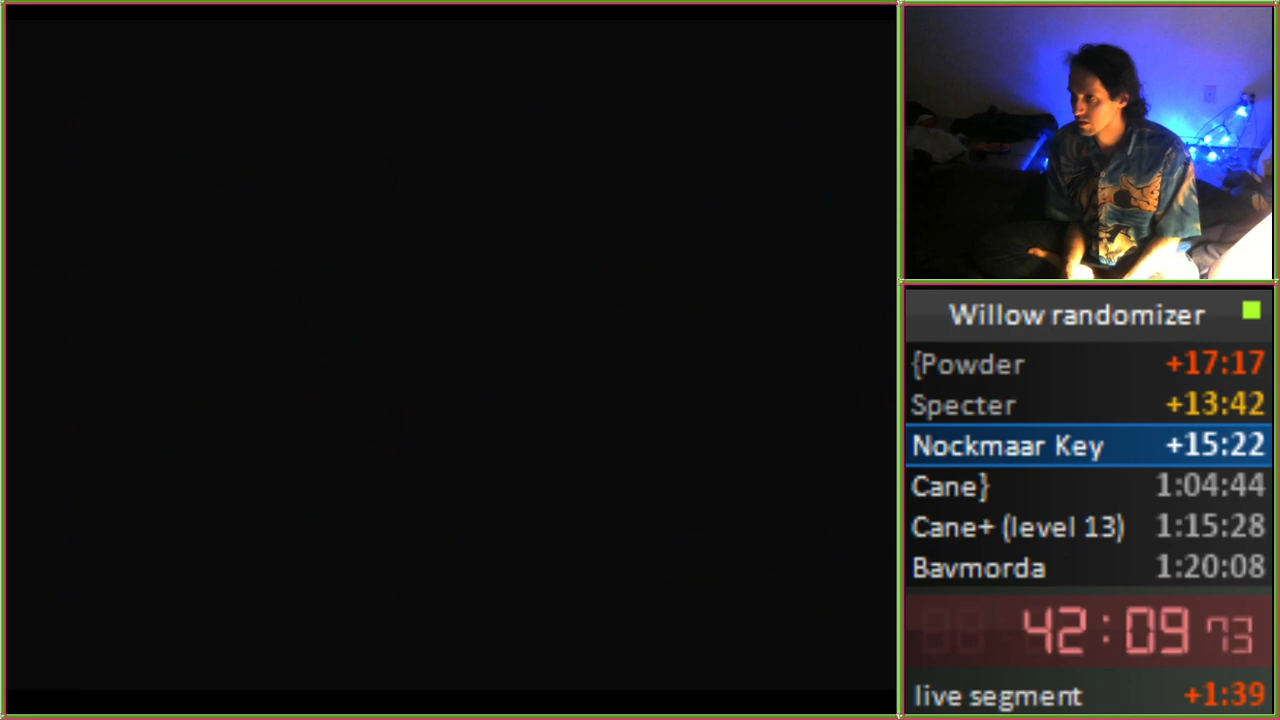 Willow randomizer
{Powder +17:17
Specter +13:42
Nockmaar Key +15:22
Cane} 1:04:44
Cane+ (level 13) 1:15:28
Bavmorda 1:20:08
42:09 73
live segment +1:39